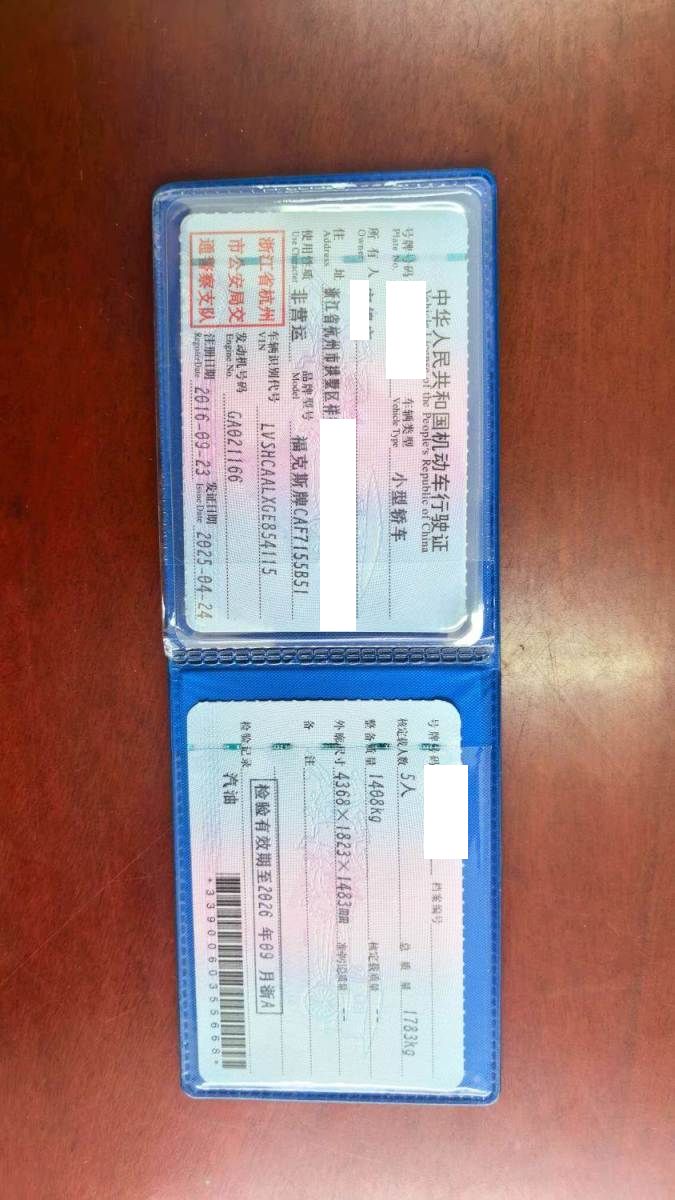 中华人民共和国机动车行驶证
Vehicle License of the People's Republic of China
号牌号码 车辆类型 小型轿车
Plate No. Vehicle Type
所有人
Owner
住址 浙江省杭州市拱墅区祥
Address
使用性质 非营运 品牌型号 福克斯牌CAF7155B51
Use Character Model
浙江省杭州
市公安局交
通警察支队
车辆识别代号 LVSHCAALXGE854115
VIN
发动机号码 GA021166
Engine No.
注册日期 2016-09-23 发证日期 2025-04-24
Register Date Issue Date
号牌号码 档案编号
核定载人数 5人 总质量 1783kg
整备质量 1408kg 核定载质量 --
外廓尺寸 4368×1823×1483mm 准牵引总质量 --
备注
检验有效期至2026年09月浙A
检验记录
汽油
*3390060355668*